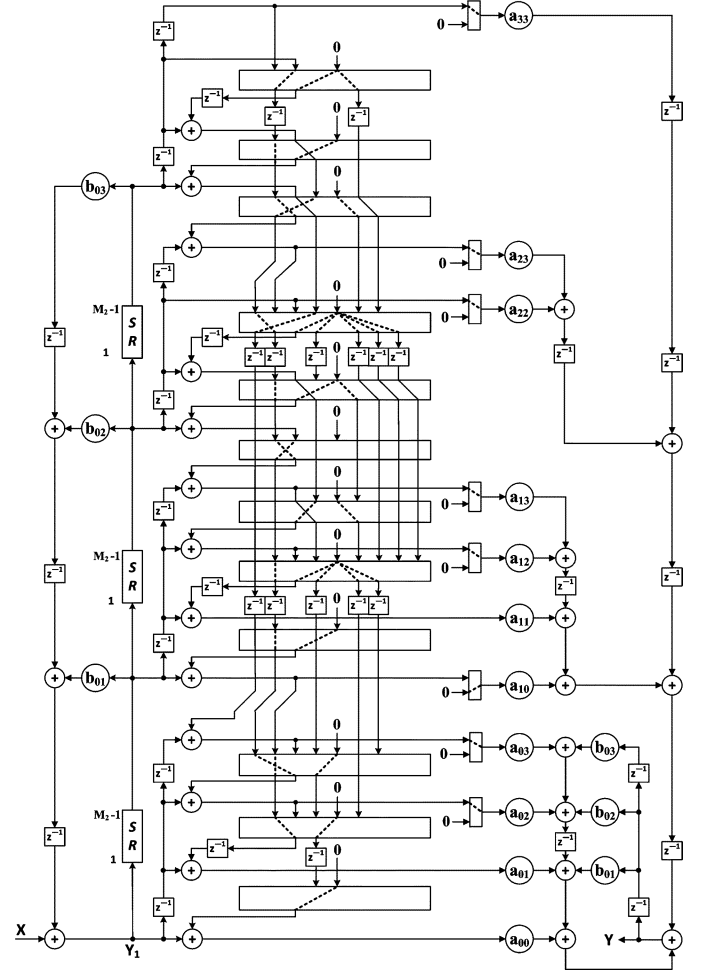 0 a₃₃
z⁻¹
0
z⁻¹
z⁻¹ z⁻¹ z⁻¹
0
+
z⁻¹
0
b₀₃ +
0
+ a₂₃
z⁻¹ 0
0 a₂₂ +
M₂-1 S R 1
0
z⁻¹ z⁻¹ z⁻¹ z⁻¹ z⁻¹ z⁻¹ z⁻¹ z⁻¹ z⁻¹ z⁻¹
0
+
z⁻¹
0
+ b₀₂ + +
0
+ a₁₃
z⁻¹ 0
+ a₁₂ +
0
0
M₂-1 S R 1
z⁻¹ z⁻¹ z⁻¹ z⁻¹ z⁻¹ z⁻¹ z⁻¹ z⁻¹ z⁻¹
0
+ a₁₁ +
z⁻¹
+ b₀₁ + a₁₀ + +
0
0
+ a₀₃ + b₀₃
0
z⁻¹ z⁻¹
0
+ a₀₂ + b₀₂
0
M₂-1 S R 1
z⁻¹ z⁻¹ z⁻¹ z⁻¹
z⁻¹ 0
+ a₀₁ + b₀₁
z⁻¹ z⁻¹
X + Y₁ + a₀₀ + Y +